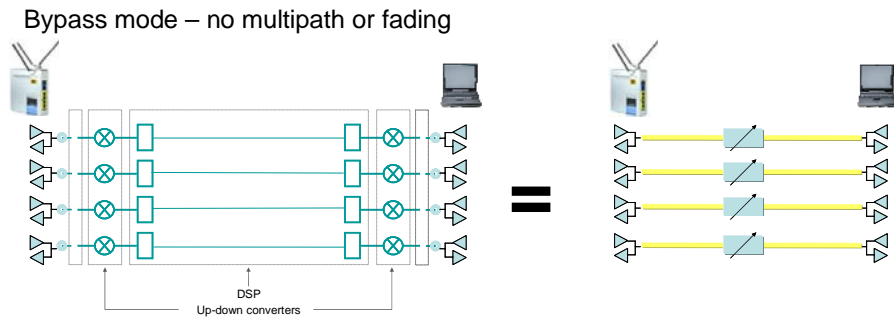 Bypass mode – no multipath or fading
=
DSP
Up-down converters